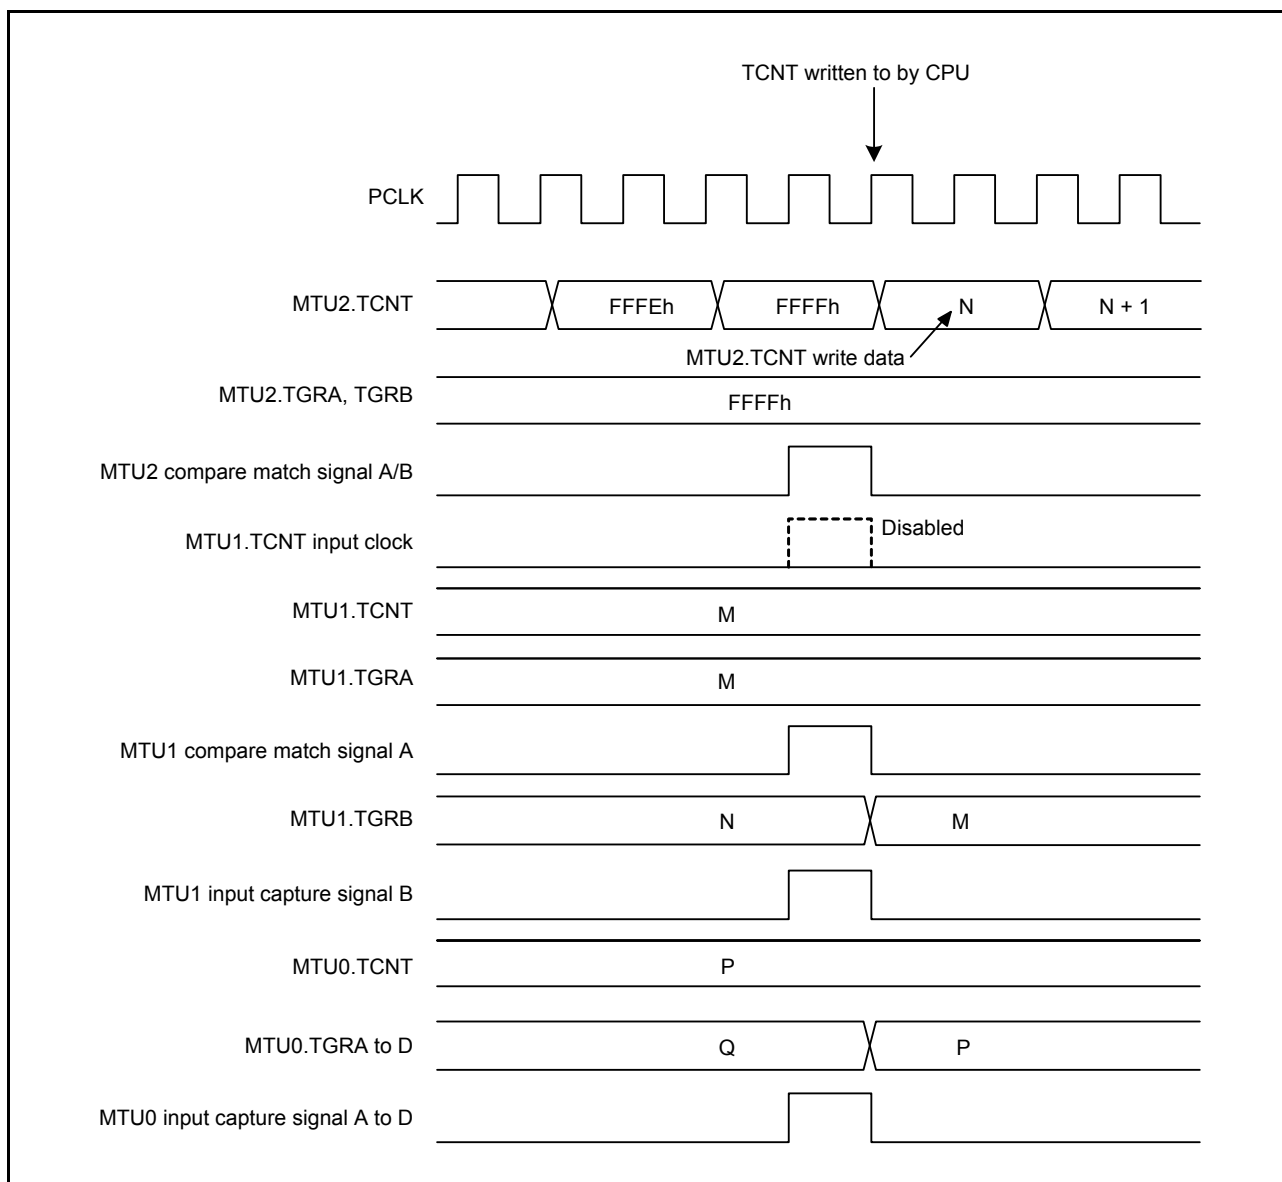 TCNT written to by CPU
PCLK
MTU2.TCNT
FFFEh
FFFFh
N
N + 1
MTU2.TCNT write data
MTU2.TGRA, TGRB
FFFFh
MTU2 compare match signal A/B
MTU1.TCNT input clock
Disabled
MTU1.TCNT
M
MTU1.TGRA
M
MTU1 compare match signal A
MTU1.TGRB
N
M
MTU1 input capture signal B
MTU0.TCNT
P
MTU0.TGRA to D
Q
P
MTU0 input capture signal A to D